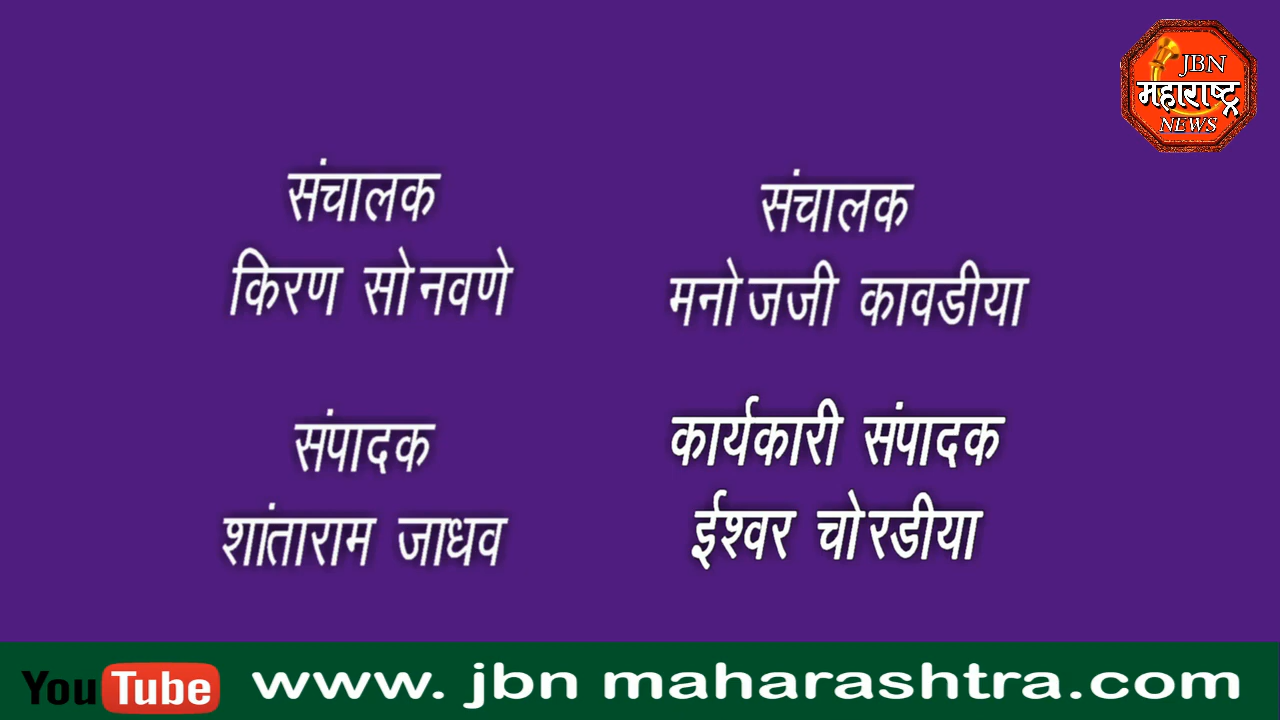 JBN
महाराष्ट्र
NEWS
संचालक
किरण सोनवणे
संचालक
मनोजजी कावडीया
संपादक
शांताराम जाधव
कार्यकारी संपादक
ईश्वर चोरडीया
YouTube
www. jbn maharashtra.com